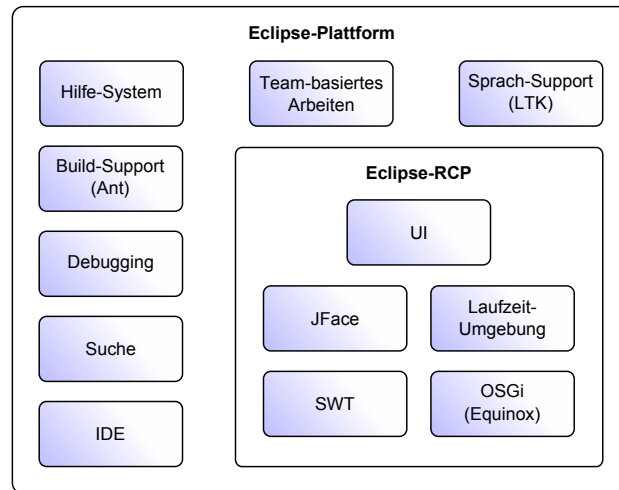 Eclipse-Plattform
Hilfe-System
Team-basiertes
Arbeiten
Sprach-Support
(LTK)
Build-Support
(Ant)
Debugging
Suche
IDE
Eclipse-RCP
UI
JFace
Laufzeit-
Umgebung
SWT
OSGi
(Equinox)